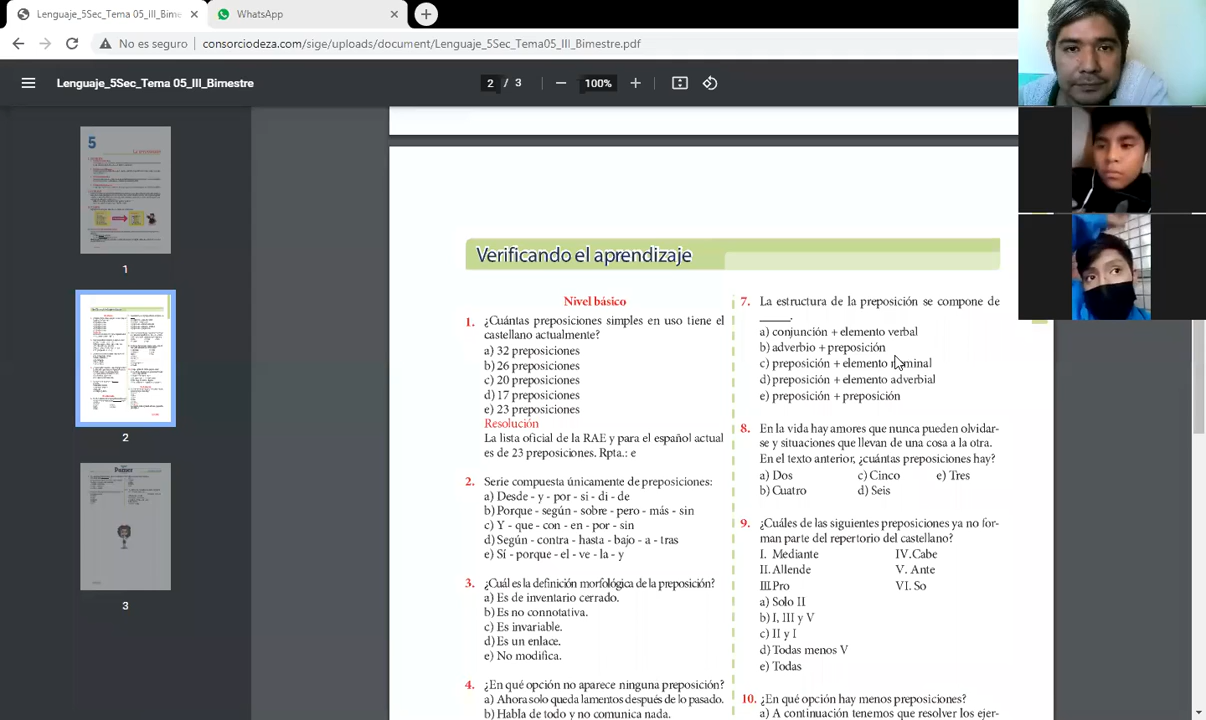 Lenguaje_5Sec_Tema 05_III_Bime
WhatsApp
No es seguro
consorciodeza.com/sige/uploads/document/Lenguaje_5Sec_Tema05_III_Bimestre.pdf
Lenguaje_5Sec_Tema 05_III_Bimestre
2 / 3
100%
5
1
2
3
Verificando el aprendizaje
Nivel básico
1. ¿Cuántas preposiciones simples en uso tiene el
castellano actualmente?
a) 32 preposiciones
b) 26 preposiciones
c) 20 preposiciones
d) 17 preposiciones
e) 23 preposiciones
Resolución
La lista oficial de la RAE y para el español actual
es de 23 preposiciones. Rpta.: e
2. Serie compuesta únicamente de preposiciones:
a) Desde - y - por - si - di - de
b) Porque - según - sobre - pero - más - sin
c) Y - que - con - en - por - sin
d) Según - contra - hasta - bajo - a - tras
e) Sí - porque - el - ve - la - y
3. ¿Cuál es la definición morfológica de la preposición?
a) Es de inventario cerrado.
b) Es no connotativa.
c) Es invariable.
d) Es un enlace.
e) No modifica.
4. ¿En qué opción no aparece ninguna preposición?
a) Ahora solo queda lamentos después de lo pasado.
b) Habla de todo y no comunica nada.
7. La estructura de la preposición se compone de
_____.
a) conjunción + elemento verbal
b) adverbio + preposición
c) preposición + elemento nominal
d) preposición + elemento adverbial
e) preposición + preposición
8. En la vida hay amores que nunca pueden olvidar-
se y situaciones que llevan de una cosa a la otra.
En el texto anterior, ¿cuántas preposiciones hay?
a) Dos c) Cinco e) Tres
b) Cuatro d) Seis
9. ¿Cuáles de las siguientes preposiciones ya no for-
man parte del repertorio del castellano?
I. Mediante IV. Cabe
II. Allende V. Ante
III. Pro VI. So
a) Solo II
b) I, III y V
c) II y I
d) Todas menos V
e) Todas
10. ¿En qué opción hay menos preposiciones?
a) A continuación tenemos que resolver los ejer-